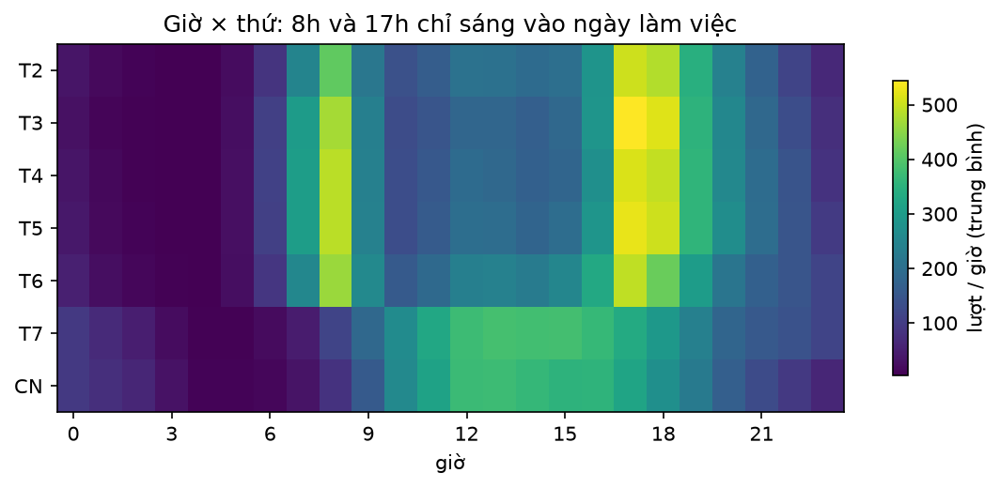 Giờ × thứ: 8h và 17h chỉ sáng vào ngày làm việc
T2
T3
T4
T5
T6
T7
CN
0 3 6 9 12 15 18 21
giờ
500
400
300
200
100
lượt / giờ (trung bình)